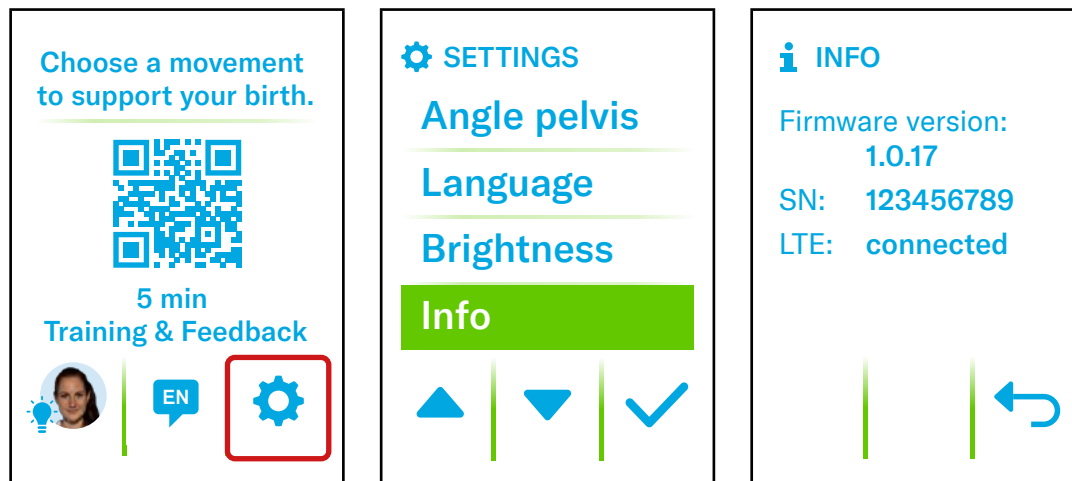 Choose a movement
to support your birth.
5 min
Training & Feedback
EN
SETTINGS
Angle pelvis
Language
Brightness
Info
INFO
Firmware version:
1.0.17
SN: 123456789
LTE: connected